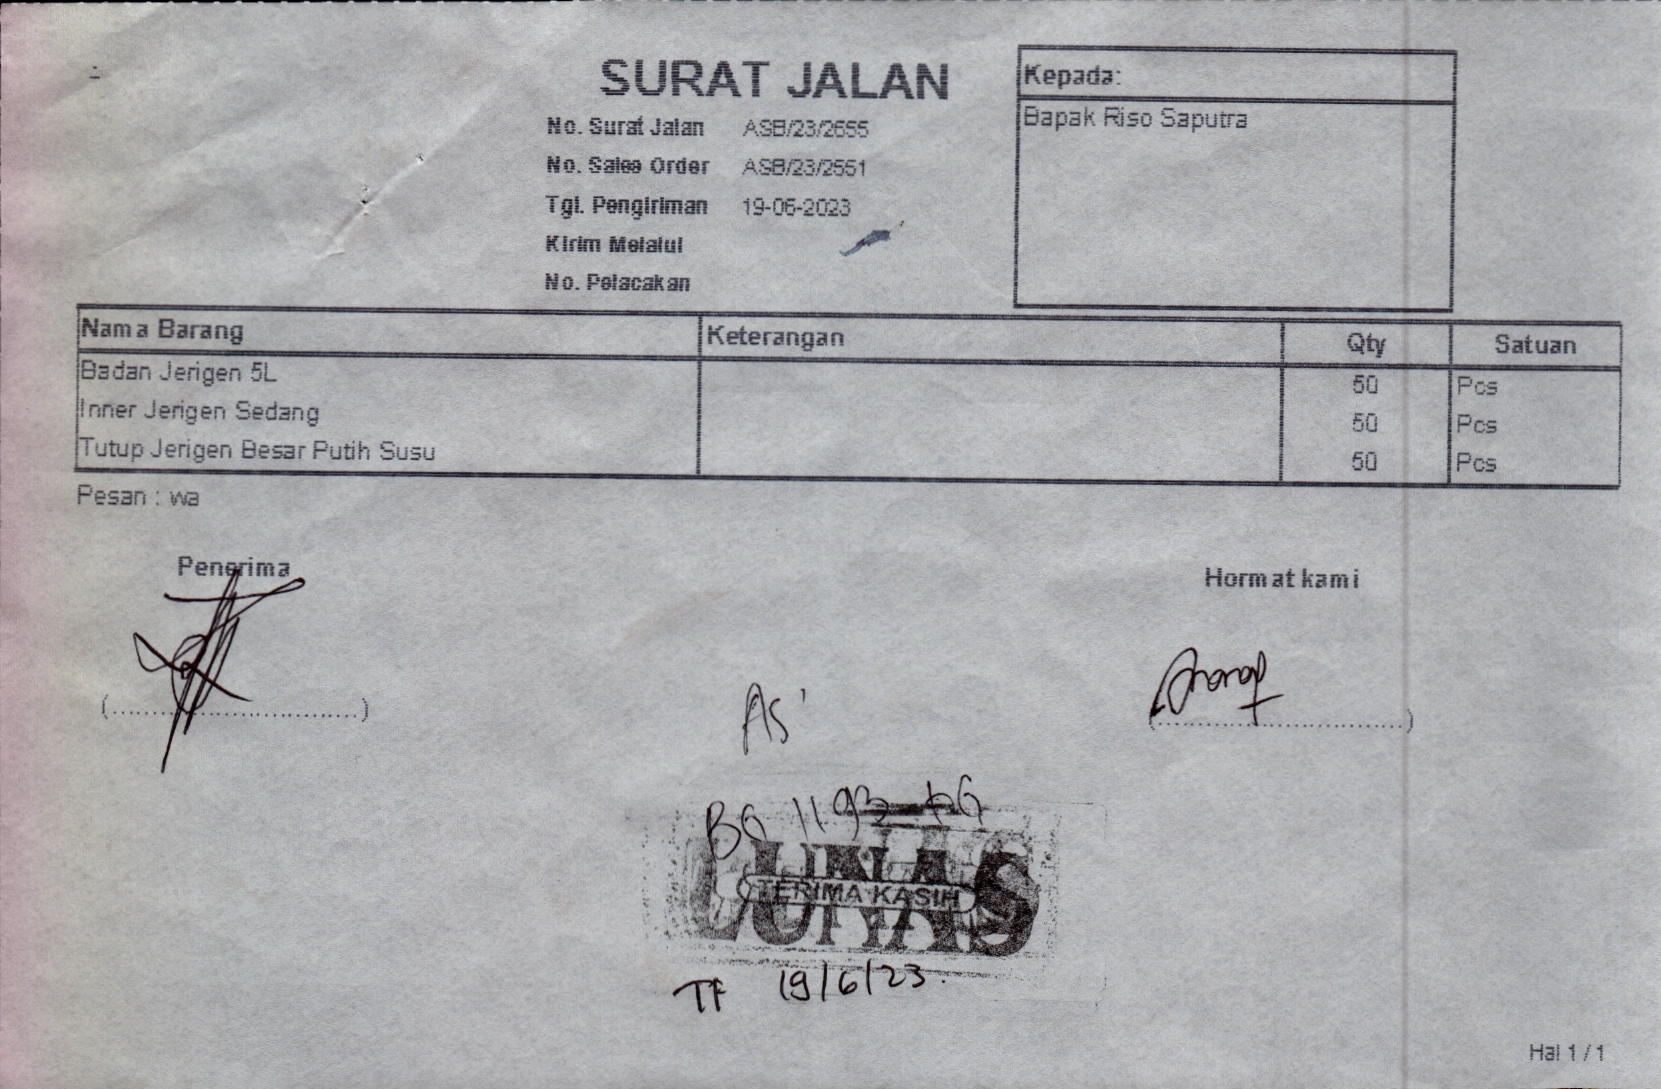 SURAT JALAN
No. Surat Jalan ASB/23/2655
No. Sales Order ASB/23/2551
Tgl. Pengiriman 19-06-2023
Kirim Melalui
No. Pelacakan
Kepada:
Bapak Riso Saputra
Nama Barang Keterangan Qty Satuan
Badan Jerigen 5L 50 Pcs
Inner Jerigen Sedang 50 Pcs
Tutup Jerigen Besar Putih Susu 50 Pcs
Pesan : wa
Penerima
Hormat kami
(..............................)
(..............................)
As'
BG 1193
LUNAS
TERIMA KASIH
TF 19/6/23.
Hal 1 / 1